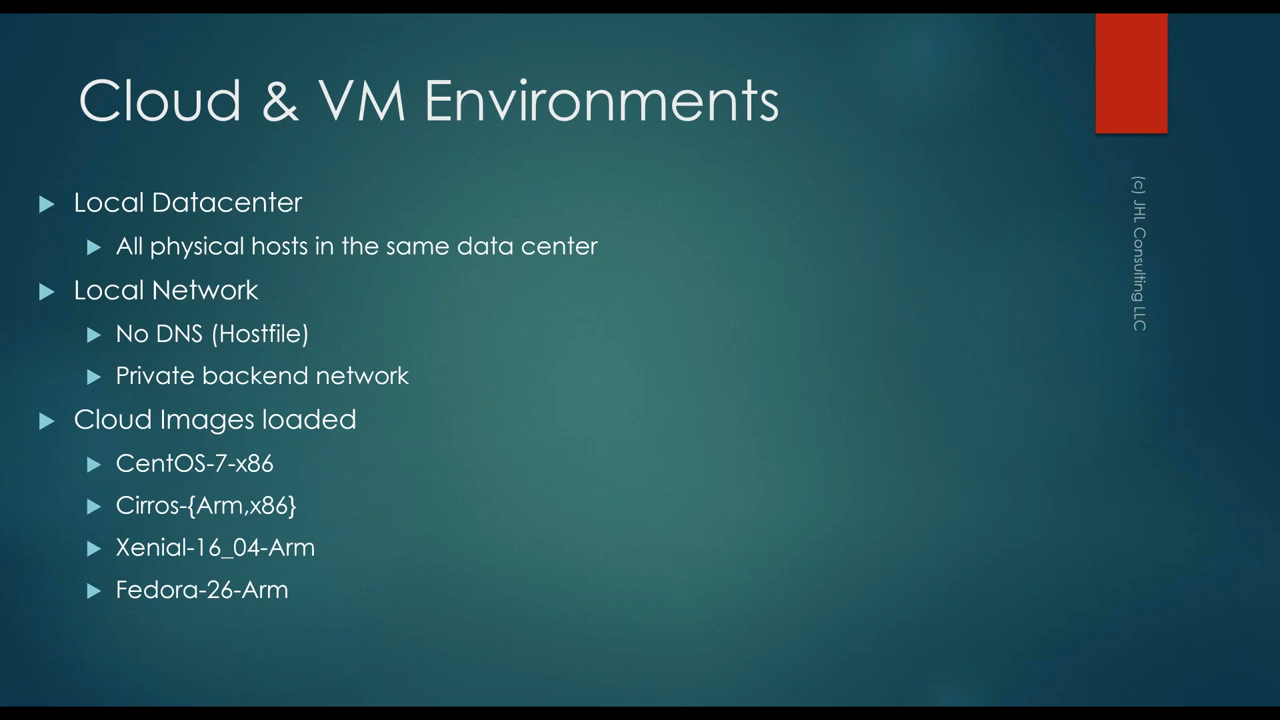 Cloud & VM Environments
Local Datacenter
All physical hosts in the same data center
Local Network
No DNS (Hostfile)
Private backend network
Cloud Images loaded
CentOS-7-x86
Cirros-{Arm,x86}
Xenial-16_04-Arm
Fedora-26-Arm
(c) JHL Consulting LLC